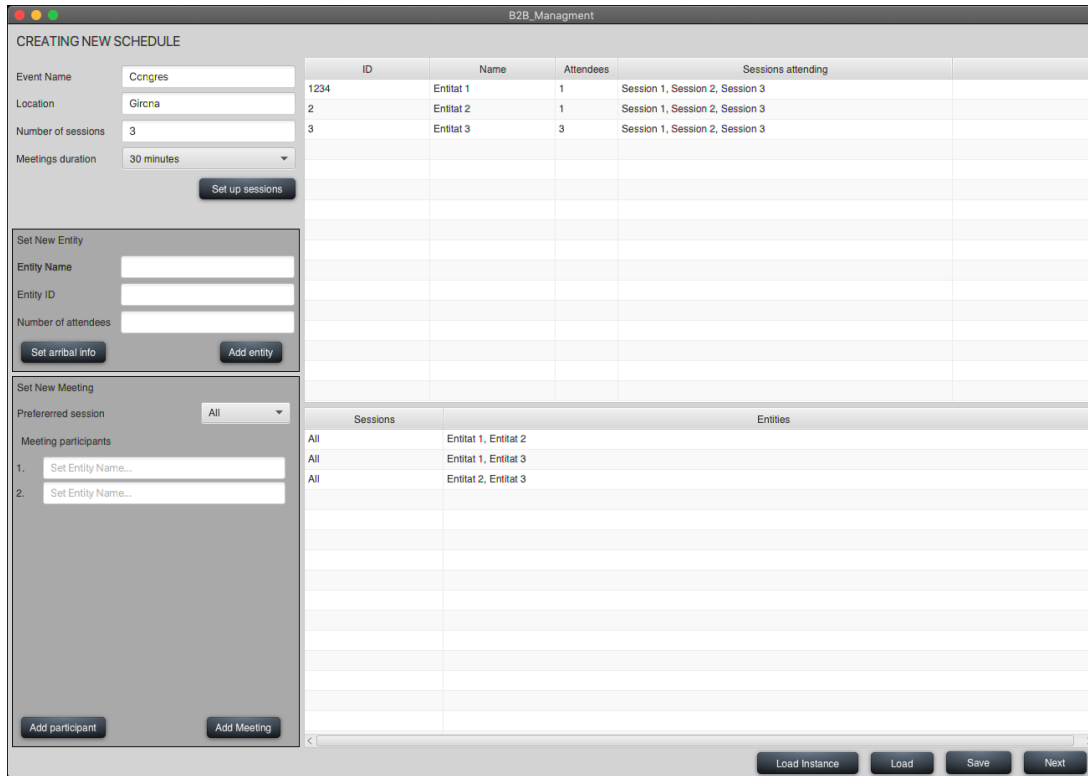 B2B_Managment
CREATING NEW SCHEDULE
Event Name Congres
Location Girona
Number of sessions 3
Meetings duration 30 minutes
Set up sessions
Set New Entity
Entity Name
Entity ID
Number of attendees
Set arribal info Add entity
Set New Meeting
Prefererred session All
Meeting participants
1. Set Entity Name...
2. Set Entity Name...
Add participant Add Meeting
ID Name Attendees Sessions attending
1234 Entitat 1 1 Session 1, Session 2, Session 3
2 Entitat 2 1 Session 1, Session 2, Session 3
3 Entitat 3 3 Session 1, Session 2, Session 3
Sessions Entities
All Entitat 1, Entitat 2
All Entitat 1, Entitat 3
All Entitat 2, Entitat 3
Load Instance Load Save Next